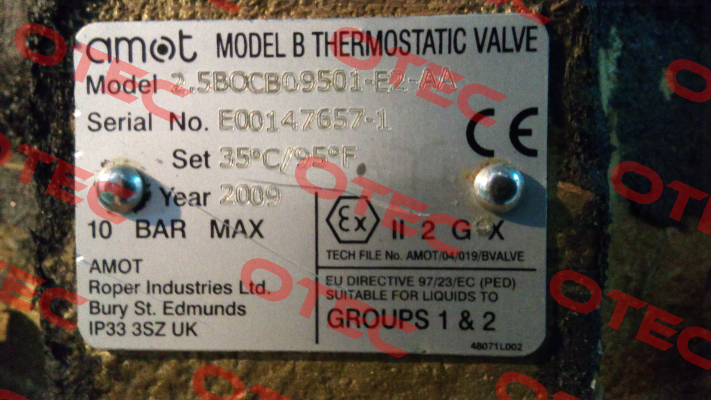 amot MODEL B THERMOSTATIC VALVE
Model 2.5BOCB09501-E2-AA
Serial No. E00147657-1
CE
Set 35°C/95°F
Year 2009
10 BAR MAX
Ex II 2 G X
TECH FILE No. AMOT/04/019/BVALVE
AMOT
Roper Industries Ltd.
Bury St. Edmunds
IP33 3SZ UK
EU DIRECTIVE 97/23/EC (PED)
SUITABLE FOR LIQUIDS TO
GROUPS 1 & 2
48071L002
OTEC
OTEC
OTEC
OTEC
OTEC
OTEC
OTEC